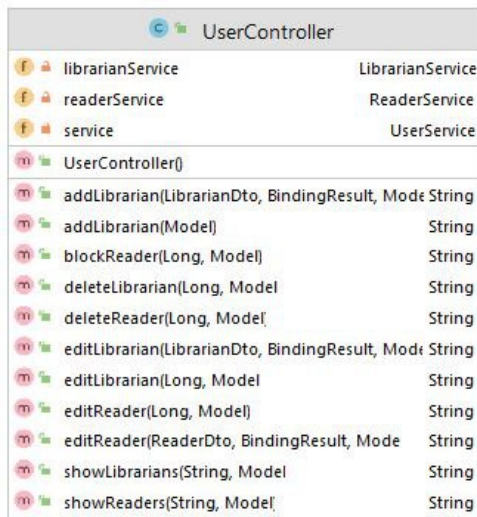 UserController
librarianService LibrarianService
readerService ReaderService
service UserService
UserController()
addLibrarian(LibrarianDto, BindingResult, Mode String
addLibrarian(Model) String
blockReader(Long, Model) String
deleteLibrarian(Long, Model String
deleteReader(Long, Model) String
editLibrarian(LibrarianDto, BindingResult, Mode String
editLibrarian(Long, Model String
editReader(Long, Model) String
editReader(ReaderDto, BindingResult, Mode String
showLibrarians(String, Model String
showReaders(String, Model) String